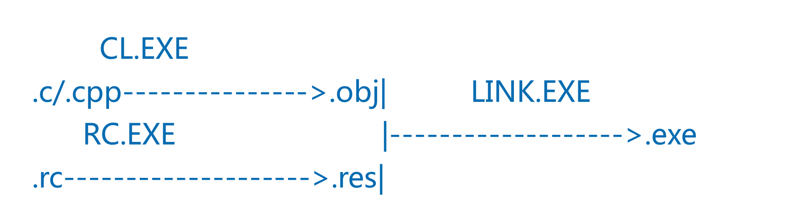 CL.EXE
.c/.cpp--------------->.obj| LINK.EXE
RC.EXE |------------------->.exe
.rc-------------------->.res|